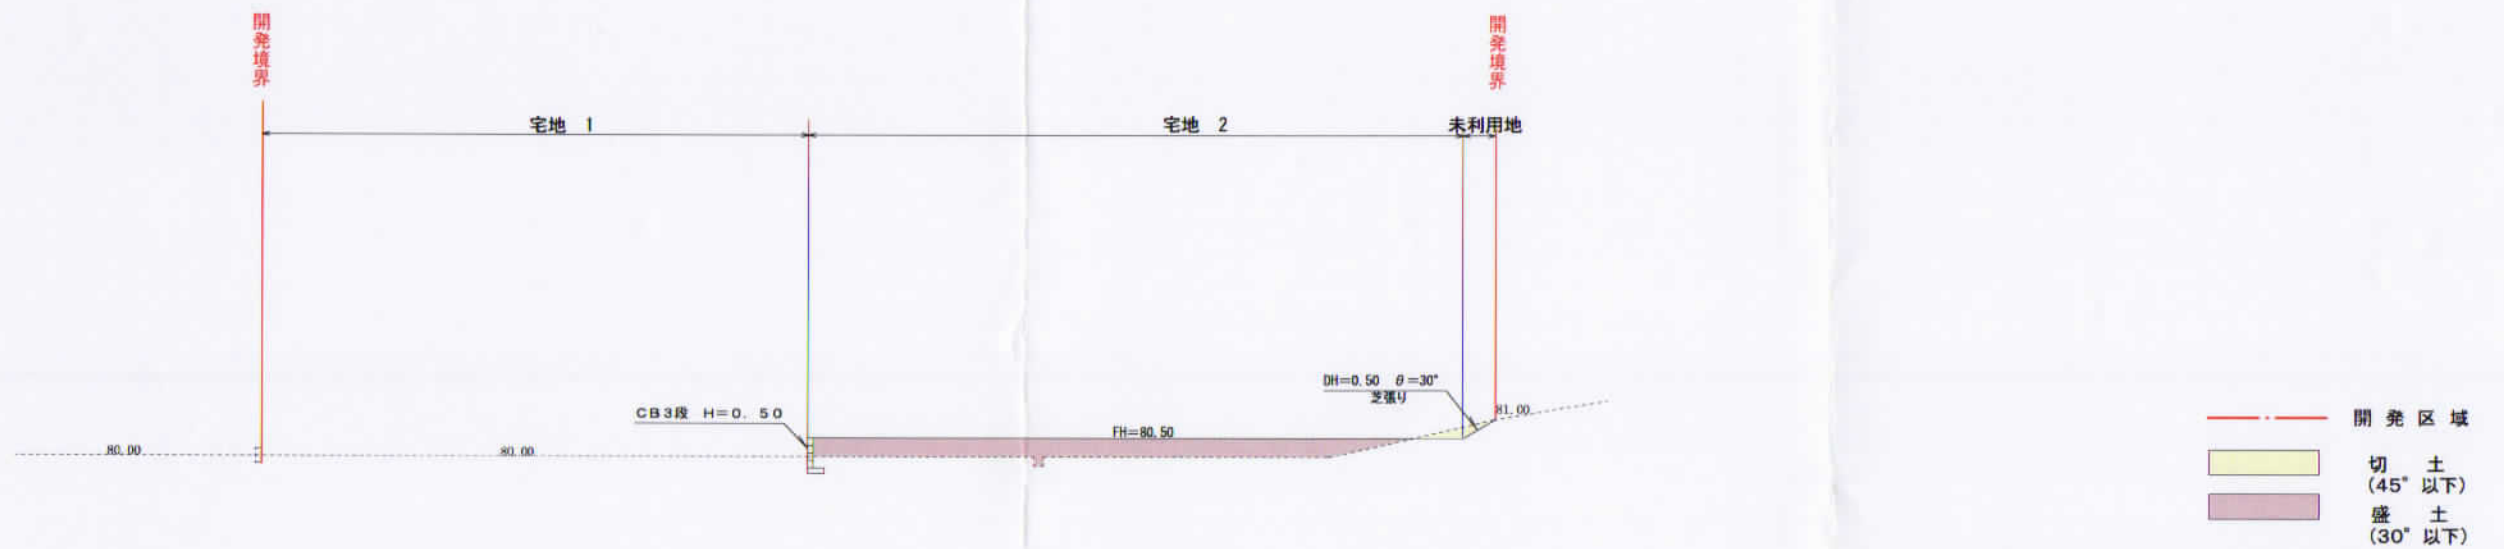 開発境界
開発境界
宅地 1
宅地 2
未利用地
DH=0.50 θ=30°
芝張り
81.00
CB3段 H=0.50
FH=80.50
80.00
80.00
開発区域
切 土
(45°以下)
盛 土
(30°以下)